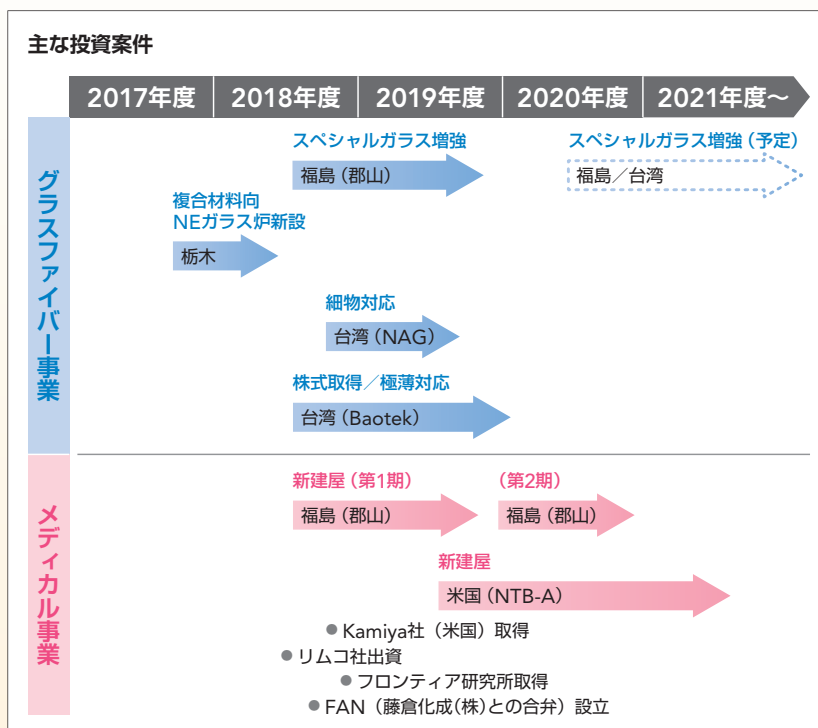 主な投資案件
2017年度 2018年度 2019年度 2020年度 2021年度～
グラスファイバー事業
スペシャルガラス増強
福島（郡山）
スペシャルガラス増強（予定）
福島／台湾
複合材料向
NEガラス炉新設
栃木
細物対応
台湾（NAG）
株式取得／極薄対応
台湾（Baotek）
メディカル事業
新建屋（第1期）
福島（郡山）
（第2期）
福島（郡山）
新建屋
米国（NTB-A）
●Kamiya社（米国）取得
●リムコ社出資
●フロンティア研究所取得
●FAN（藤倉化成(株)との合弁）設立